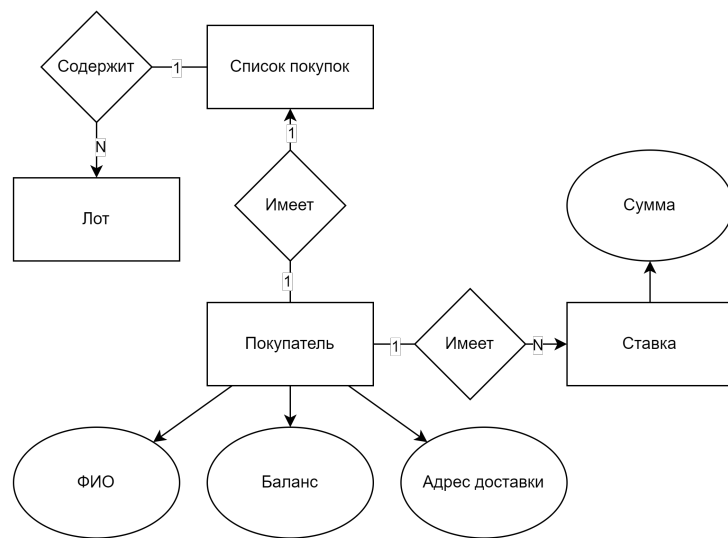 Содержит
1
Список покупок
N
1
Лот
Имеет
Сумма
1
Покупатель
1
Имеет
N
Ставка
ФИО
Баланс
Адрес доставки